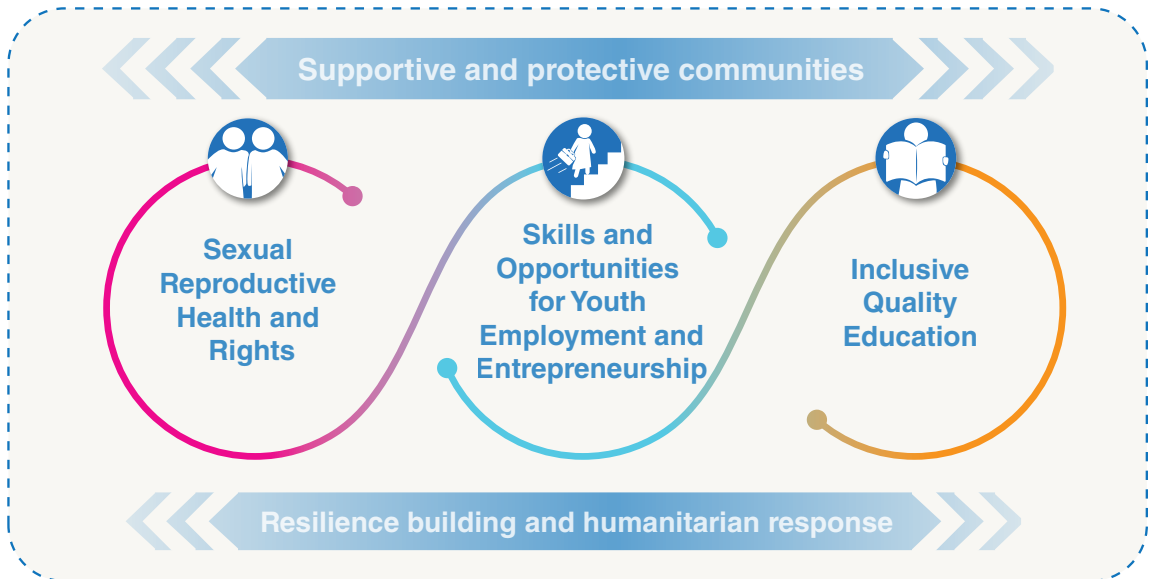 Supportive and protective communities
Sexual
Reproductive
Health and
Rights
Skills and
Opportunities
for Youth
Employment and
Entrepreneurship
Inclusive
Quality
Education
Resilience building and humanitarian response